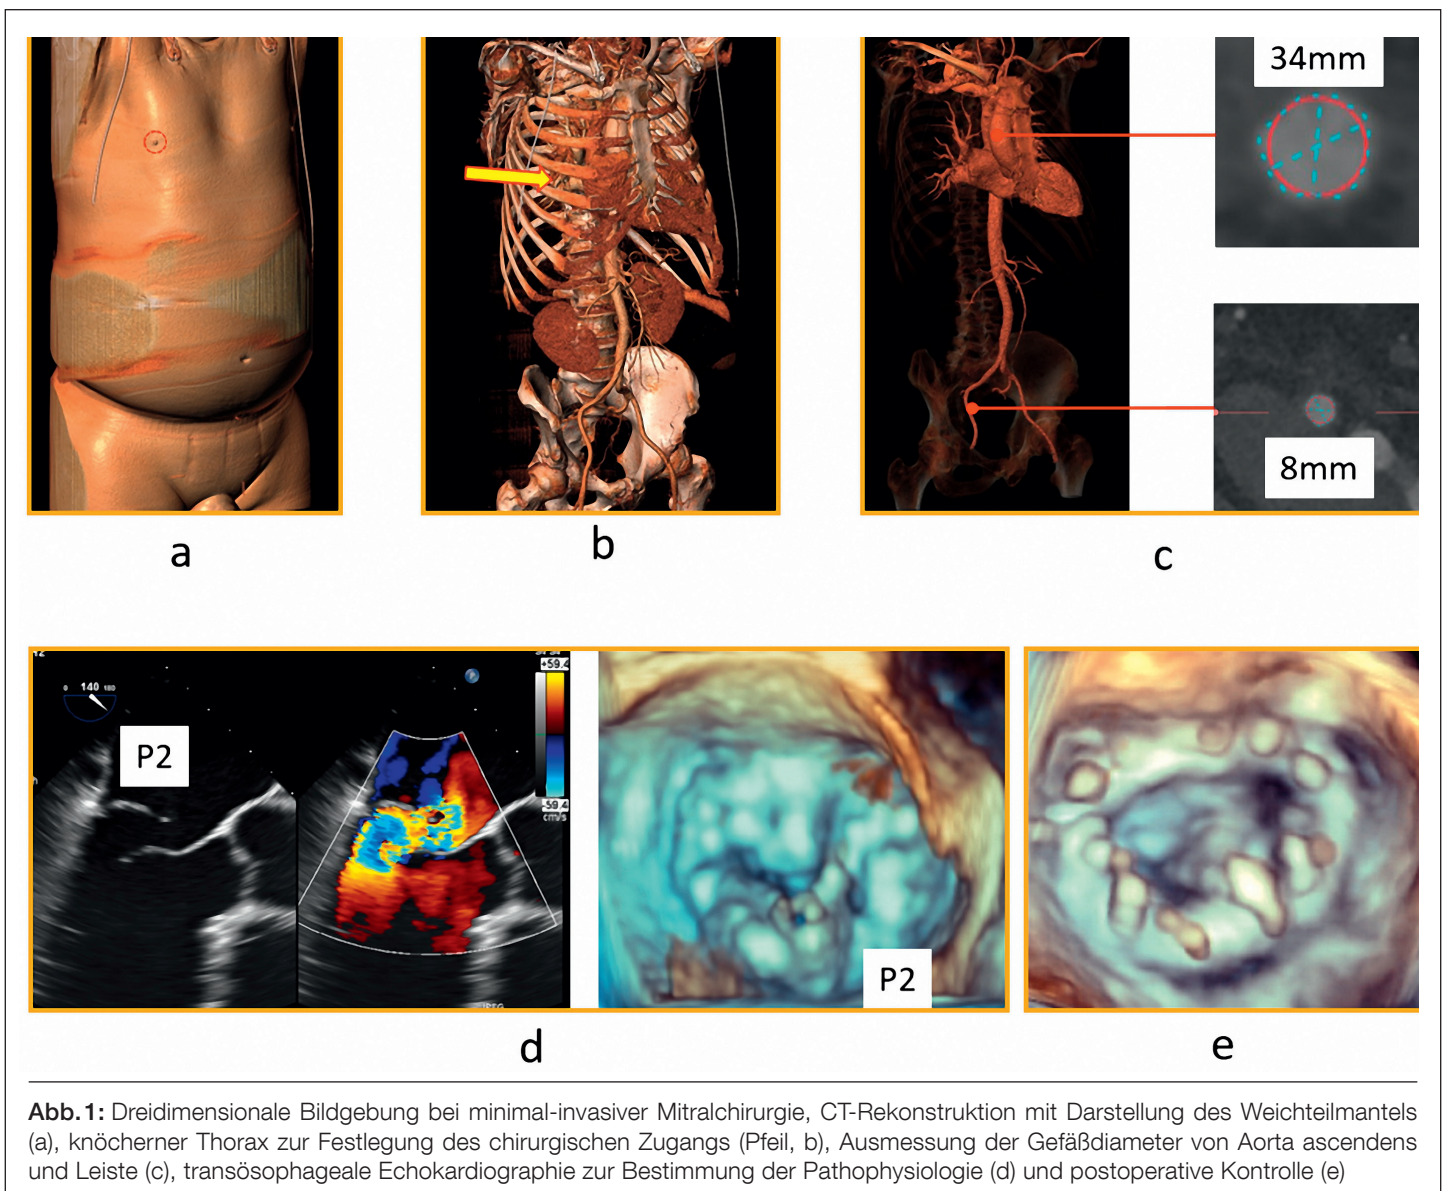 34mm
8mm
a
b
c
0 140 180
P2
+59.4
-59.4
cm/s
P2
d
e
Abb. 1: Dreidimensionale Bildgebung bei minimal-invasiver Mitralchirurgie, CT-Rekonstruktion mit Darstellung des Weichteilmantels
(a), knöcherner Thorax zur Festlegung des chirurgischen Zugangs (Pfeil, b), Ausmessung der Gefäßdiameter von Aorta ascendens
und Leiste (c), transösophageale Echokardiographie zur Bestimmung der Pathophysiologie (d) und postoperative Kontrolle (e)